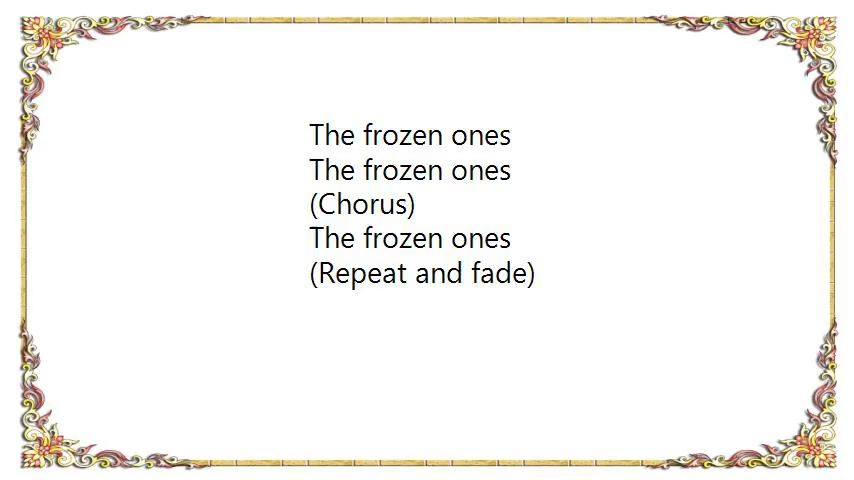 The frozen ones
The frozen ones
(Chorus)
The frozen ones
(Repeat and fade)